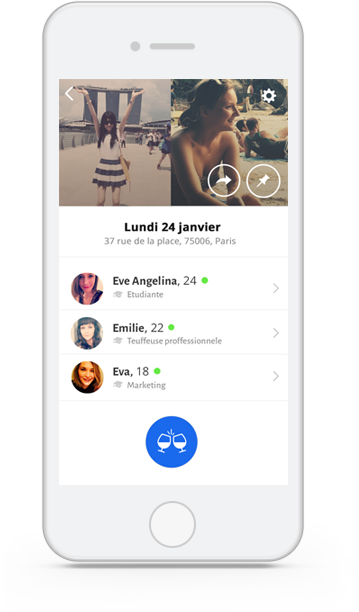 Lundi 24 janvier
37 rue de la place, 75006, Paris
Eve Angelina, 24
Etudiante
Emilie, 22
Teuffeuse proffessionnele
Eva, 18
Marketing